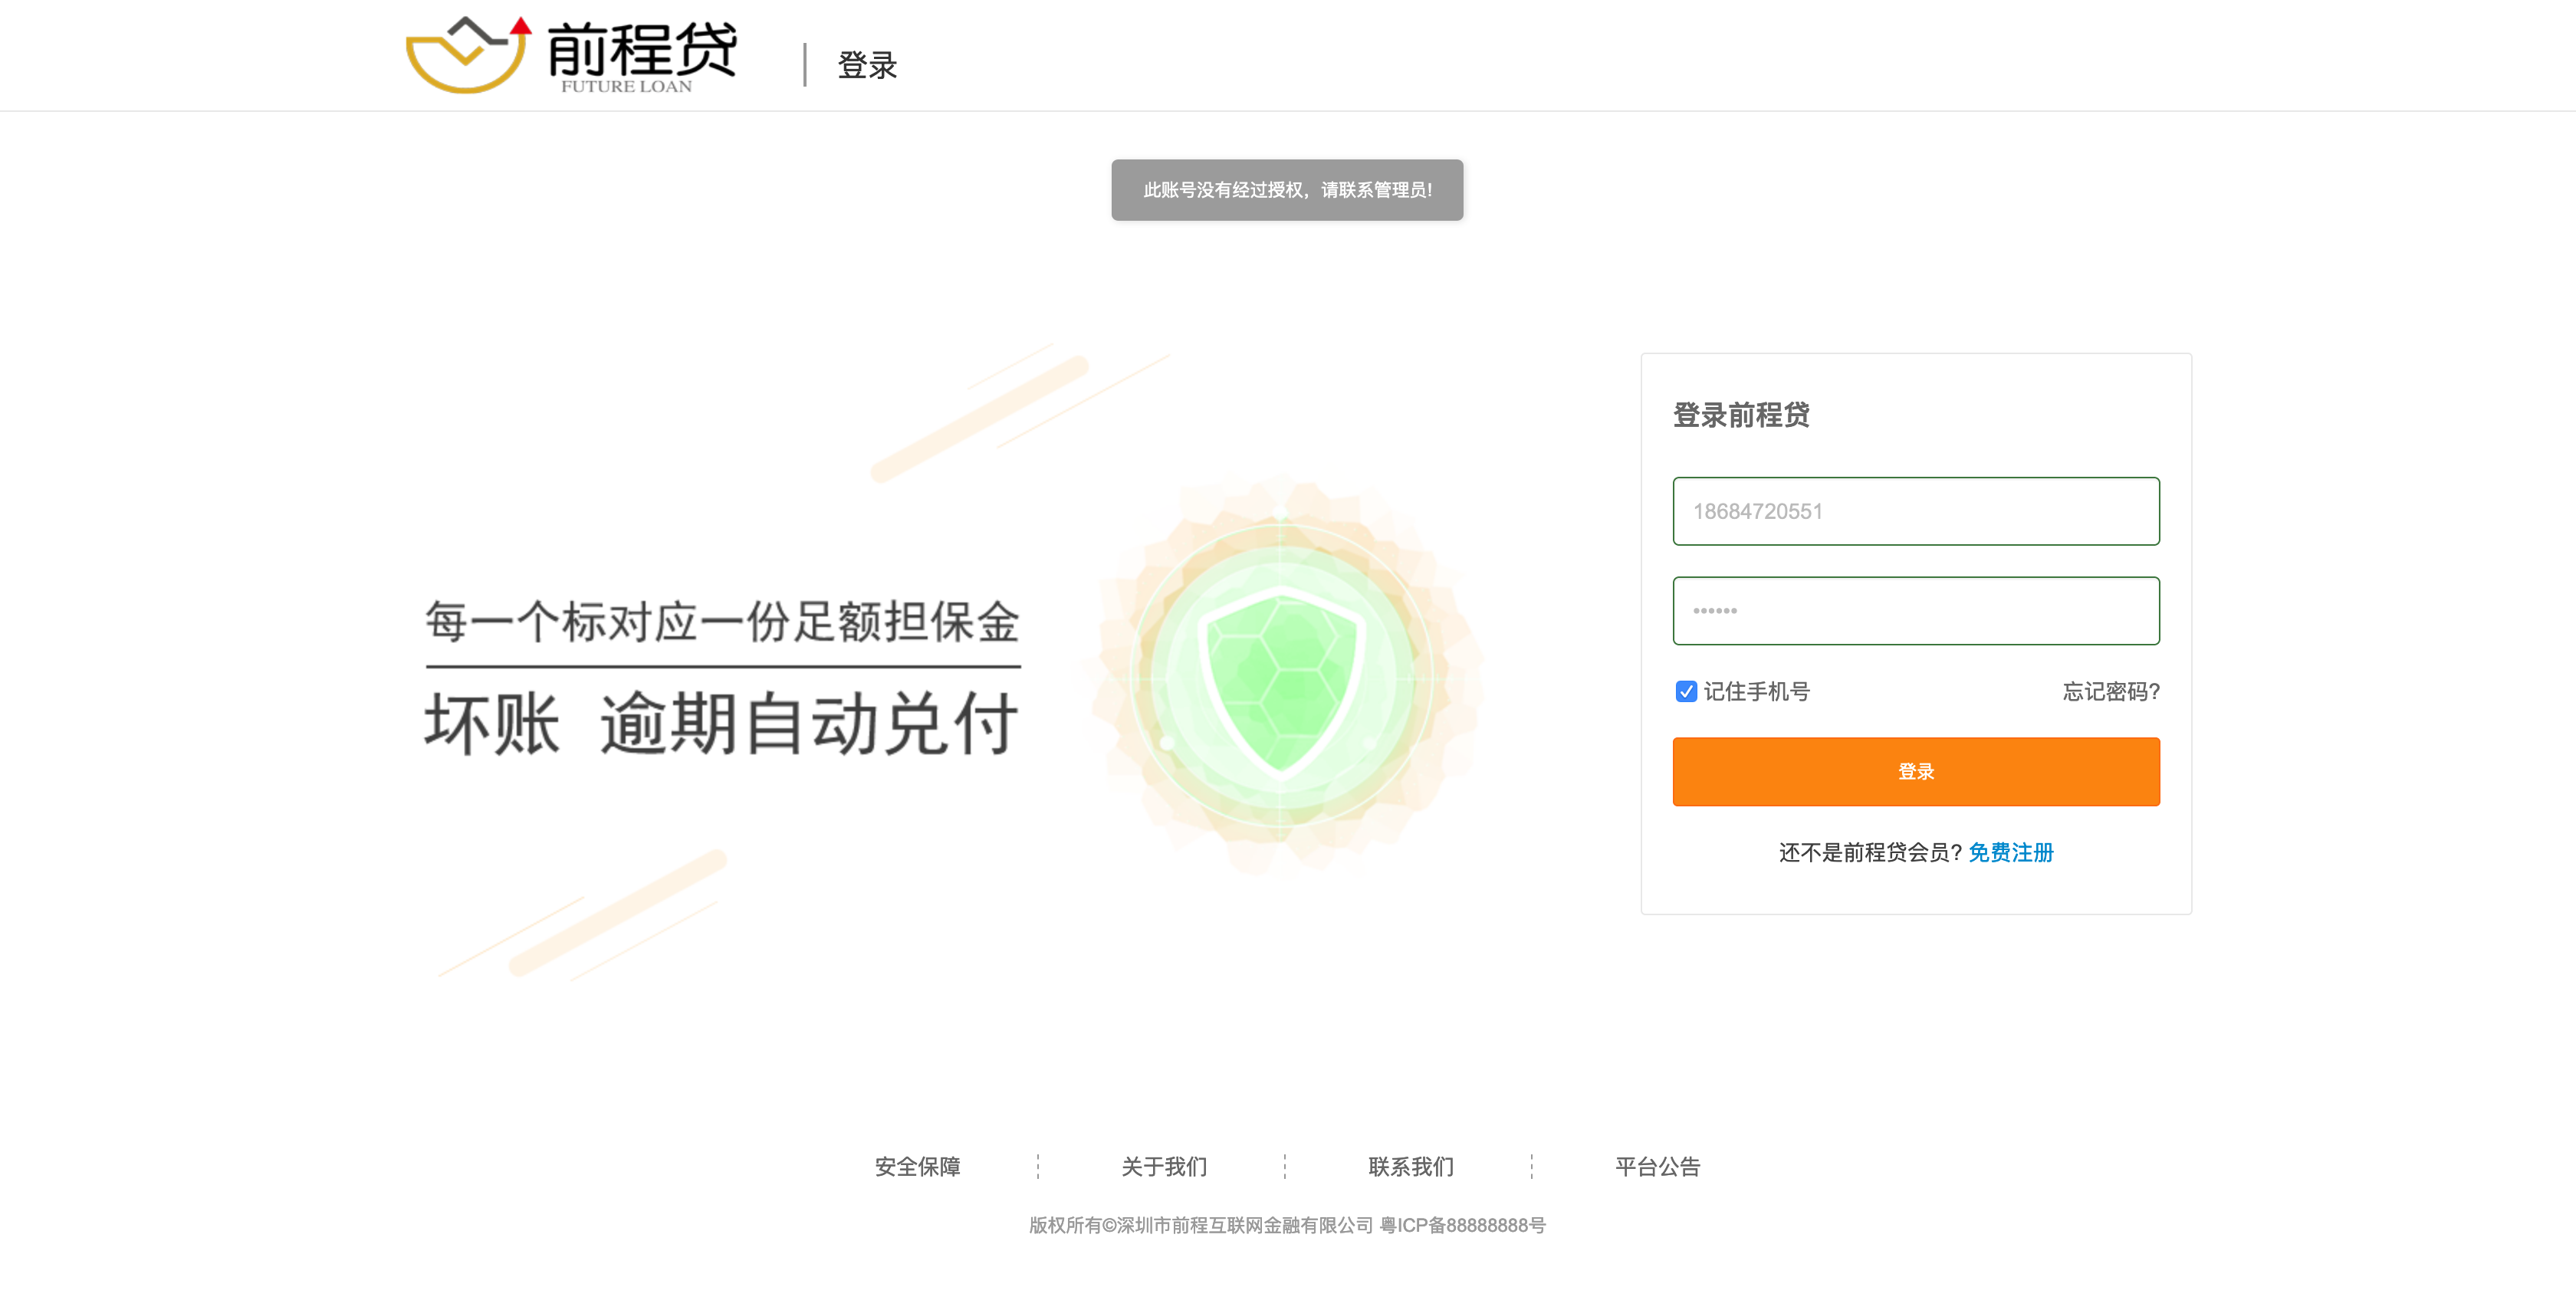 前程贷
FUTURE LOAN
登录
此账号没有经过授权，请联系管理员!
每一个标对应一份足额担保金
坏账 逾期自动兑付
登录前程贷
18684720551
••••••
记住手机号
忘记密码?
登录
还不是前程贷会员? 免费注册
安全保障
关于我们
联系我们
平台公告
版权所有©深圳市前程互联网金融有限公司 粤ICP备88888888号